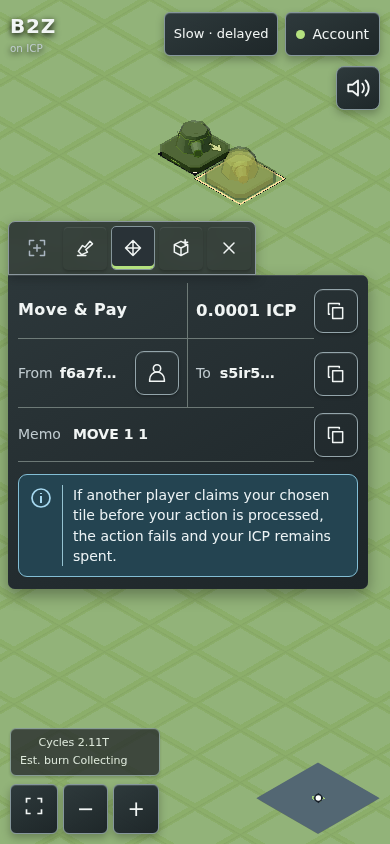 B2Z
on ICP
Slow · delayed
Account
Move & Pay
0.0001 ICP
From f6a7f...
To s5ir5...
Memo MOVE 1 1
If another player claims your chosen
tile before your action is processed,
the action fails and your ICP remains
spent.
Cycles 2.11T
Est. burn Collecting